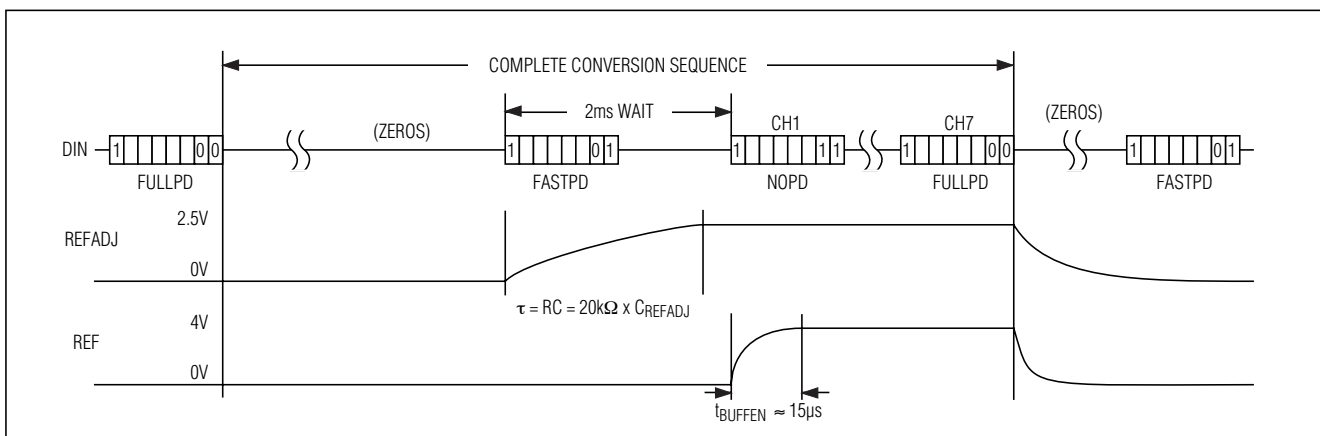 COMPLETE CONVERSION SEQUENCE
2ms WAIT
(ZEROS)
CH1
CH7
(ZEROS)
DIN
1 0 0
1 0 1
1 1 1
1 0 0
1 0 1
FULLPD
FASTPD
NOPD
FULLPD
FASTPD
2.5V
REFADJ
0V
τ = RC = 20kΩ x CREFADJ
4V
REF
0V
tBUFFEN ≈ 15µs